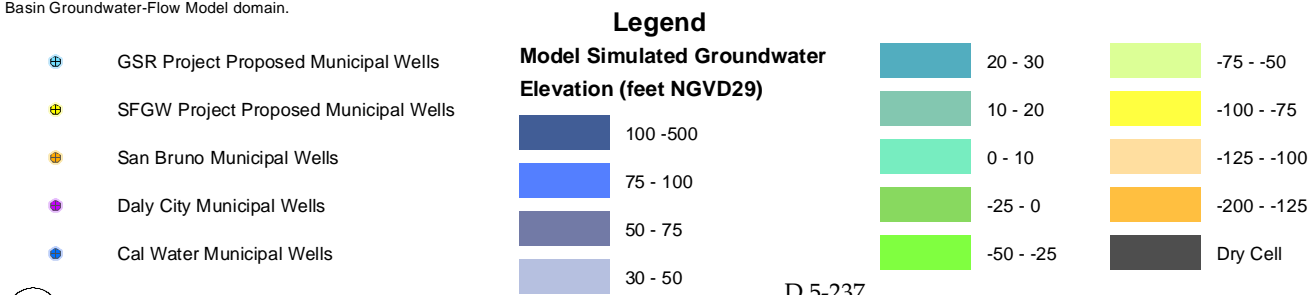 Basin Groundwater-Flow Model domain.
Legend
GSR Project Proposed Municipal Wells
SFGW Project Proposed Municipal Wells
San Bruno Municipal Wells
Daly City Municipal Wells
Cal Water Municipal Wells
Model Simulated Groundwater
Elevation (feet NGVD29)
100 -500
75 - 100
50 - 75
30 - 50
20 - 30
10 - 20
0 - 10
-25 - 0
-50 - -25
-75 - -50
-100 - -75
-125 - -100
-200 - -125
Dry Cell
D.5-237